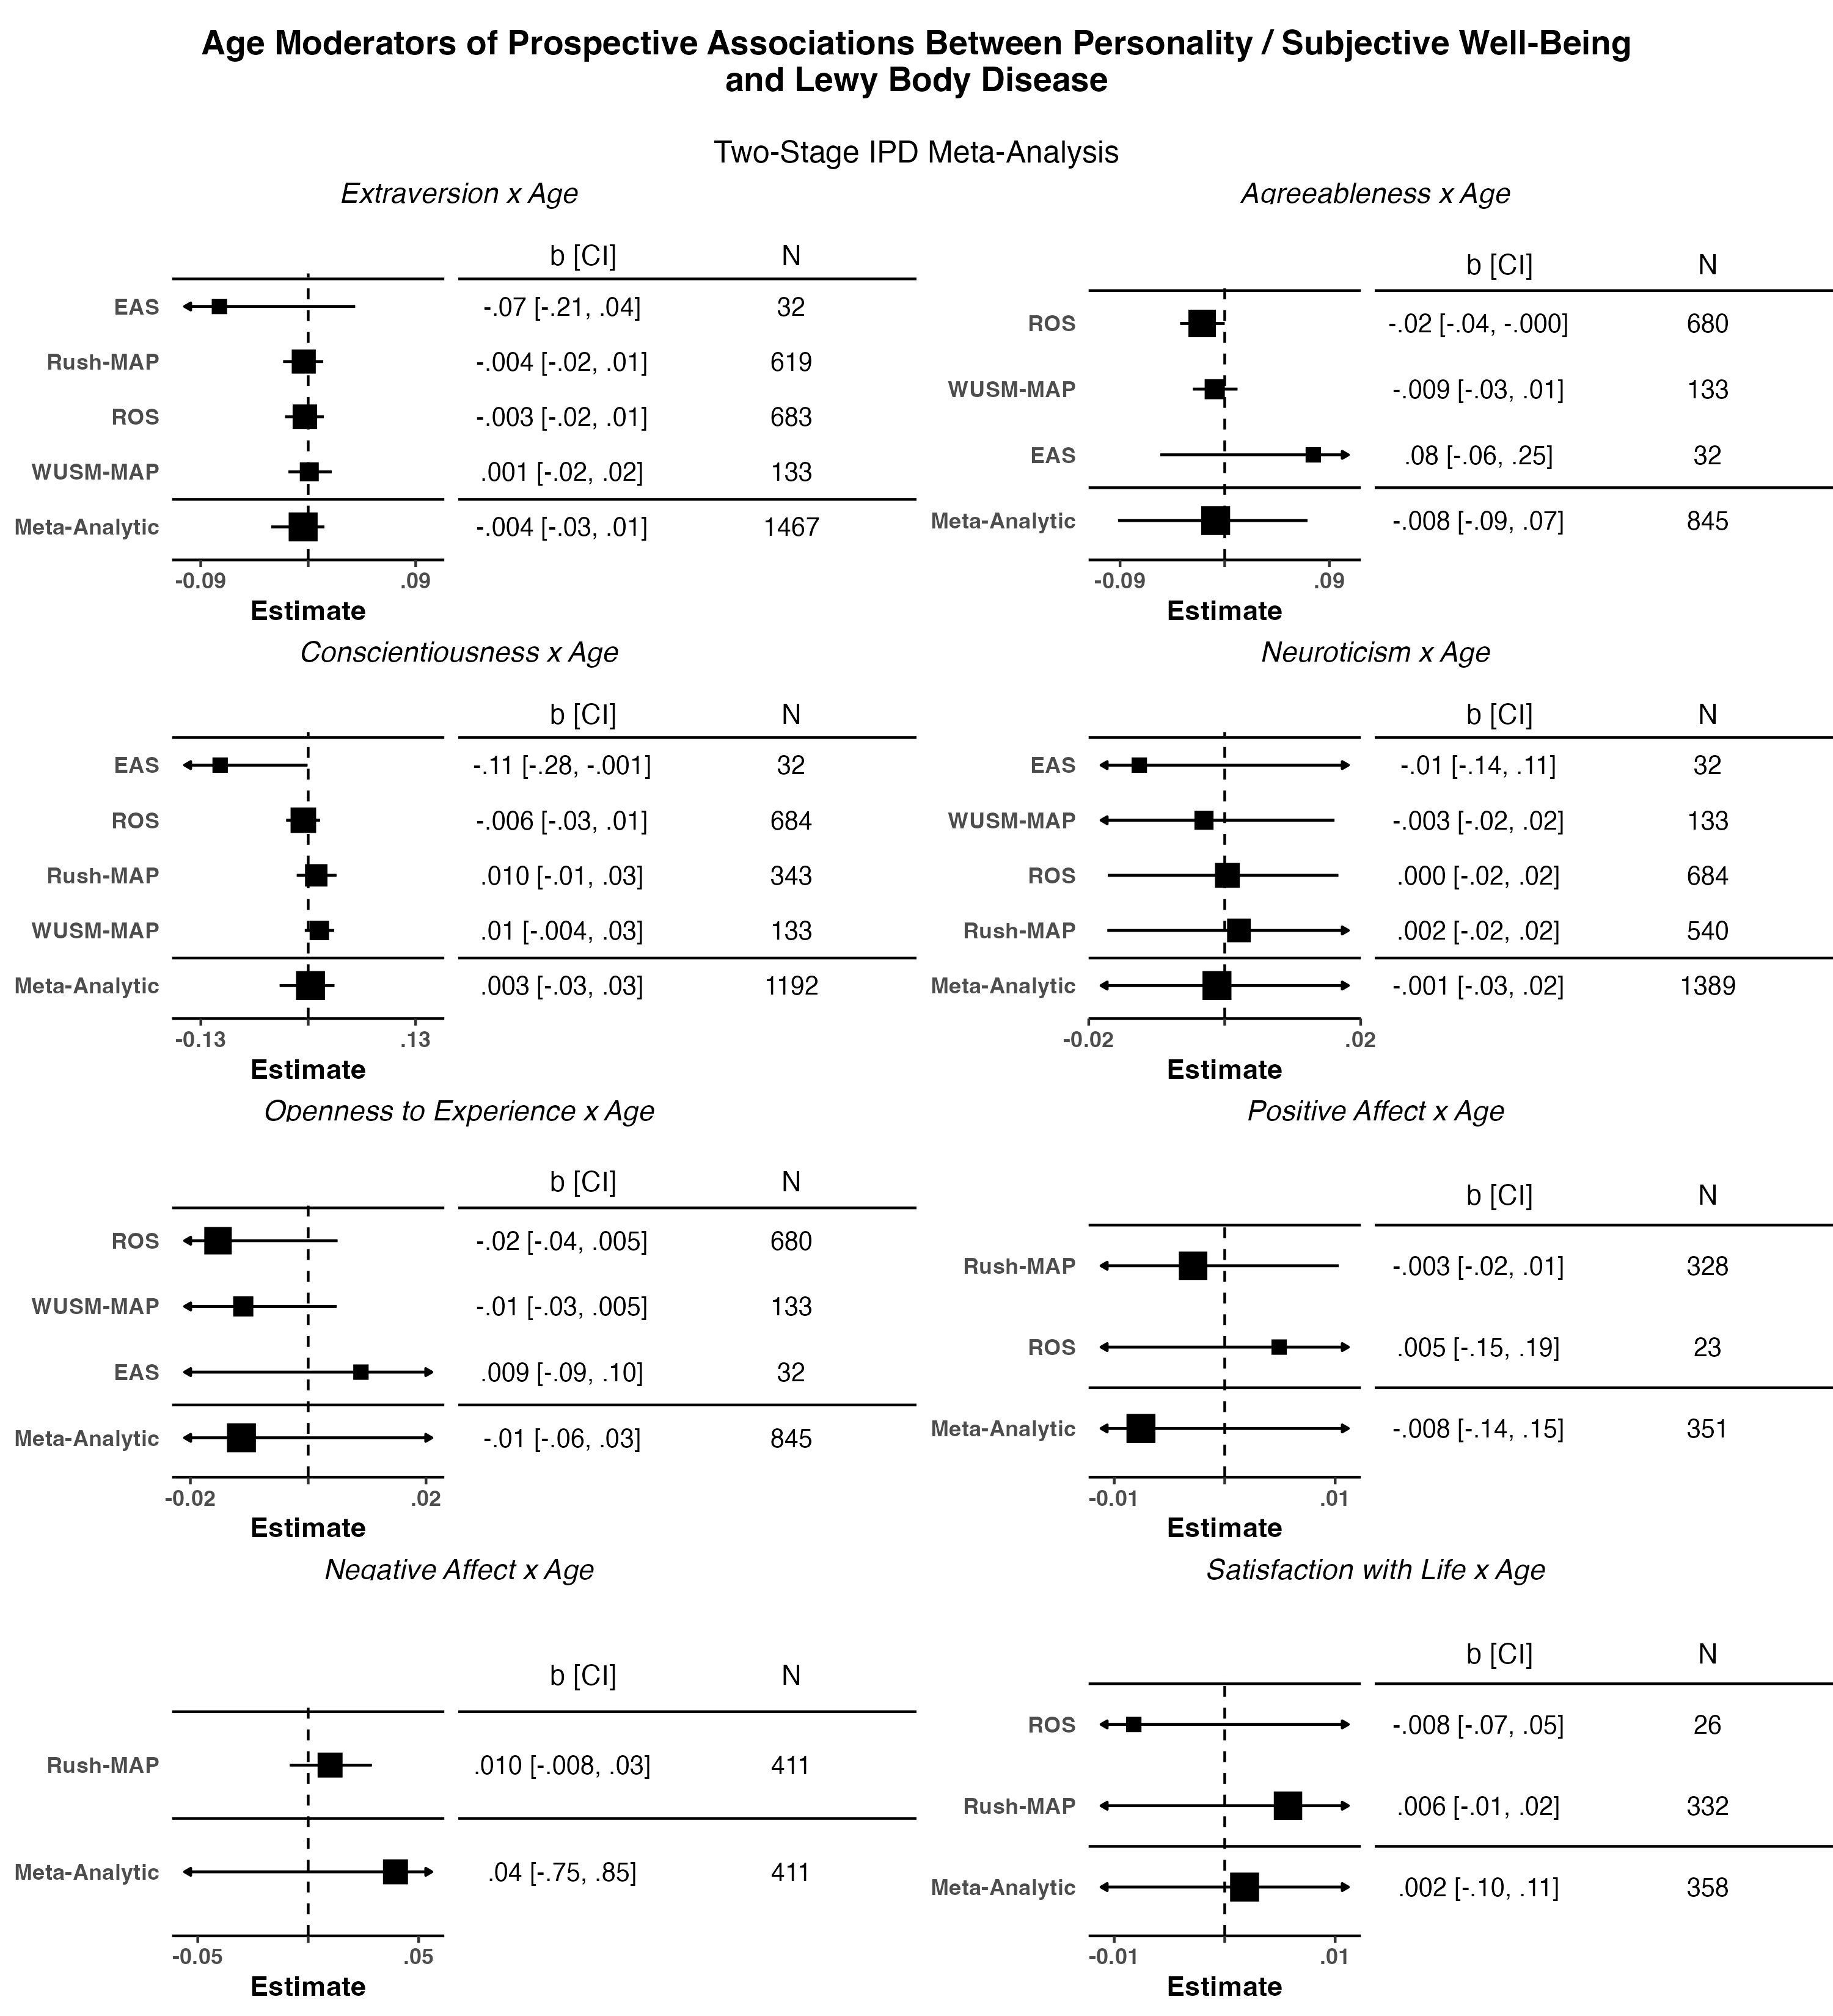 Age Moderators of Prospective Associations Between Personality / Subjective Well-Being
and Lewy Body Disease
Two-Stage IPD Meta-Analysis
Extraversion x Age
b [CI] N
EAS -.07 [-.21, .04] 32
Rush-MAP -.004 [-.02, .01] 619
ROS -.003 [-.02, .01] 683
WUSM-MAP .001 [-.02, .02] 133
Meta-Analytic -.004 [-.03, .01] 1467
-0.09 .09
Estimate
Agreeableness x Age
b [CI] N
ROS -.02 [-.04, -.000] 680
WUSM-MAP -.009 [-.03, .01] 133
EAS .08 [-.06, .25] 32
Meta-Analytic -.008 [-.09, .07] 845
-0.09 .09
Estimate
Conscientiousness x Age
b [CI] N
EAS -.11 [-.28, -.001] 32
ROS -.006 [-.03, .01] 684
Rush-MAP .010 [-.01, .03] 343
WUSM-MAP .01 [-.004, .03] 133
Meta-Analytic .003 [-.03, .03] 1192
-0.13 .13
Estimate
Neuroticism x Age
b [CI] N
EAS -.01 [-.14, .11] 32
WUSM-MAP -.003 [-.02, .02] 133
ROS .000 [-.02, .02] 684
Rush-MAP .002 [-.02, .02] 540
Meta-Analytic -.001 [-.03, .02] 1389
-0.02 .02
Estimate
Openness to Experience x Age
b [CI] N
ROS -.02 [-.04, .005] 680
WUSM-MAP -.01 [-.03, .005] 133
EAS .009 [-.09, .10] 32
Meta-Analytic -.01 [-.06, .03] 845
-0.02 .02
Estimate
Positive Affect x Age
b [CI] N
Rush-MAP -.003 [-.02, .01] 328
ROS .005 [-.15, .19] 23
Meta-Analytic -.008 [-.14, .15] 351
-0.01 .01
Estimate
Negative Affect x Age
b [CI] N
Rush-MAP .010 [-.008, .03] 411
Meta-Analytic .04 [-.75, .85] 411
-0.05 .05
Estimate
Satisfaction with Life x Age
b [CI] N
ROS -.008 [-.07, .05] 26
Rush-MAP .006 [-.01, .02] 332
Meta-Analytic .002 [-.10, .11] 358
-0.01 .01
Estimate